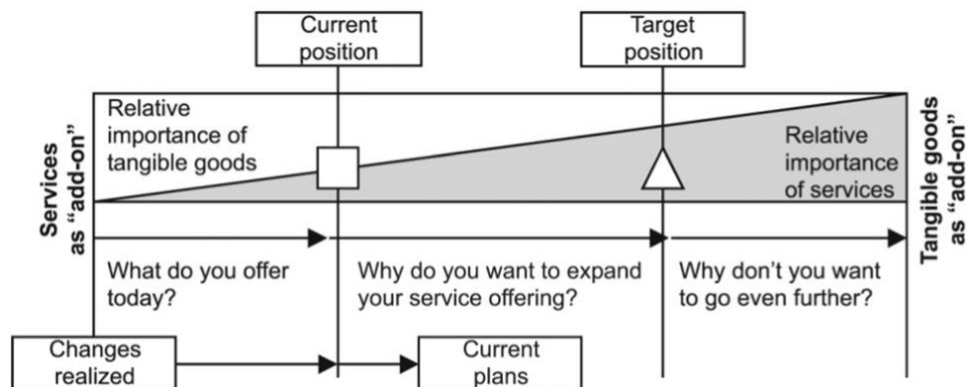 Current
position
Target
position
Relative
importance of
tangible goods
Relative
importance
of services
Services
as “add-on”
Tangible goods
as “add-on”
What do you offer
today?
Why do you want to expand
your service offering?
Why don’t you want
to go even further?
Changes
realized
Current
plans